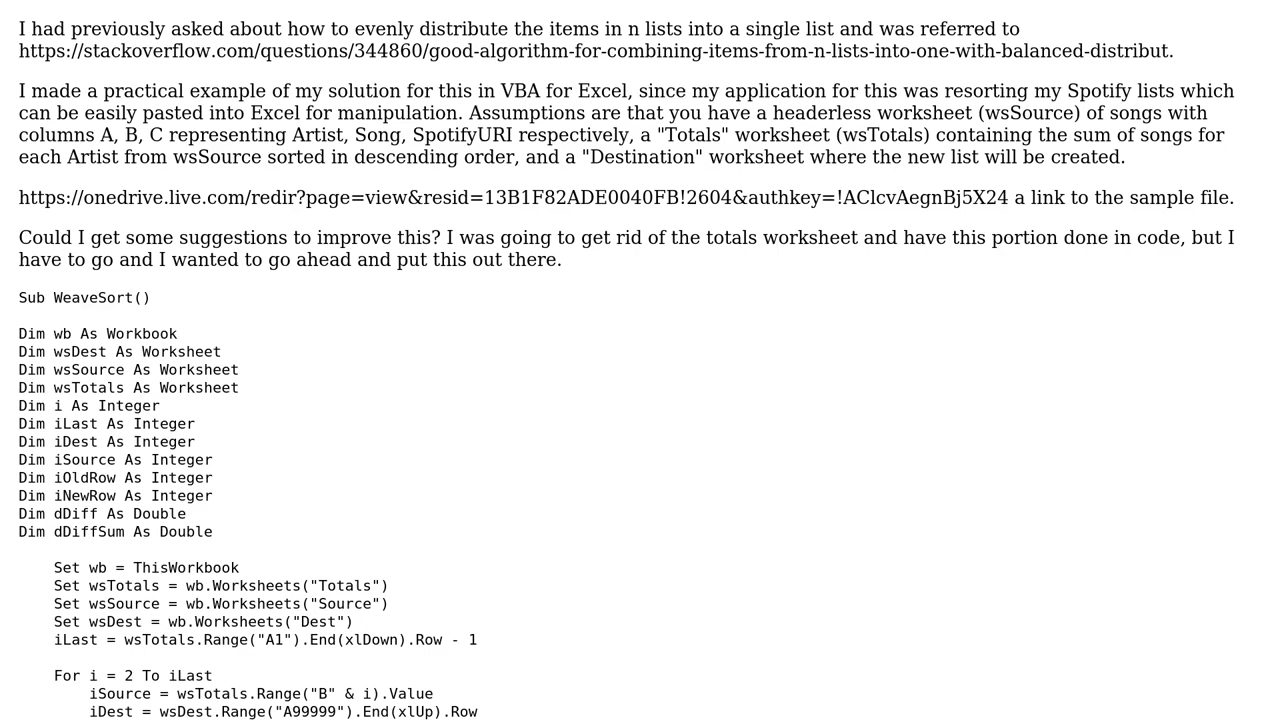 I had previously asked about how to evenly distribute the items in n lists into a single list and was referred to
https://stackoverflow.com/questions/344860/good-algorithm-for-combining-items-from-n-lists-into-one-with-balanced-distribut.
I made a practical example of my solution for this in VBA for Excel, since my application for this was resorting my Spotify lists which
can be easily pasted into Excel for manipulation. Assumptions are that you have a headerless worksheet (wsSource) of songs with
columns A, B, C representing Artist, Song, SpotifyURI respectively, a "Totals" worksheet (wsTotals) containing the sum of songs for
each Artist from wsSource sorted in descending order, and a "Destination" worksheet where the new list will be created.
https://onedrive.live.com/redir?page=view&resid=13B1F82ADE0040FB!2604&authkey=!AClcvAegnBj5X24 a link to the sample file.
Could I get some suggestions to improve this? I was going to get rid of the totals worksheet and have this portion done in code, but I
have to go and I wanted to go ahead and put this out there.
Sub WeaveSort()
Dim wb As Workbook
Dim wsDest As Worksheet
Dim wsSource As Worksheet
Dim wsTotals As Worksheet
Dim i As Integer
Dim iLast As Integer
Dim iDest As Integer
Dim iSource As Integer
Dim iOldRow As Integer
Dim iNewRow As Integer
Dim dDiff As Double
Dim dDiffSum As Double
    Set wb = ThisWorkbook
    Set wsTotals = wb.Worksheets("Totals")
    Set wsSource = wb.Worksheets("Source")
    Set wsDest = wb.Worksheets("Dest")
    iLast = wsTotals.Range("A1").End(xlDown).Row - 1
    For i = 2 To iLast
        iSource = wsTotals.Range("B" & i).Value
        iDest = wsDest.Range("A99999").End(xlUp).Row